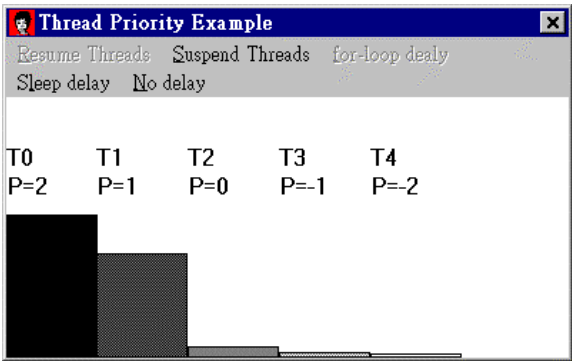 Thread Priority Example
Resume Threads Suspend Threads for-loop dealy
Sleep delay No delay
T0 T1 T2 T3 T4
P=2 P=1 P=0 P=-1 P=-2